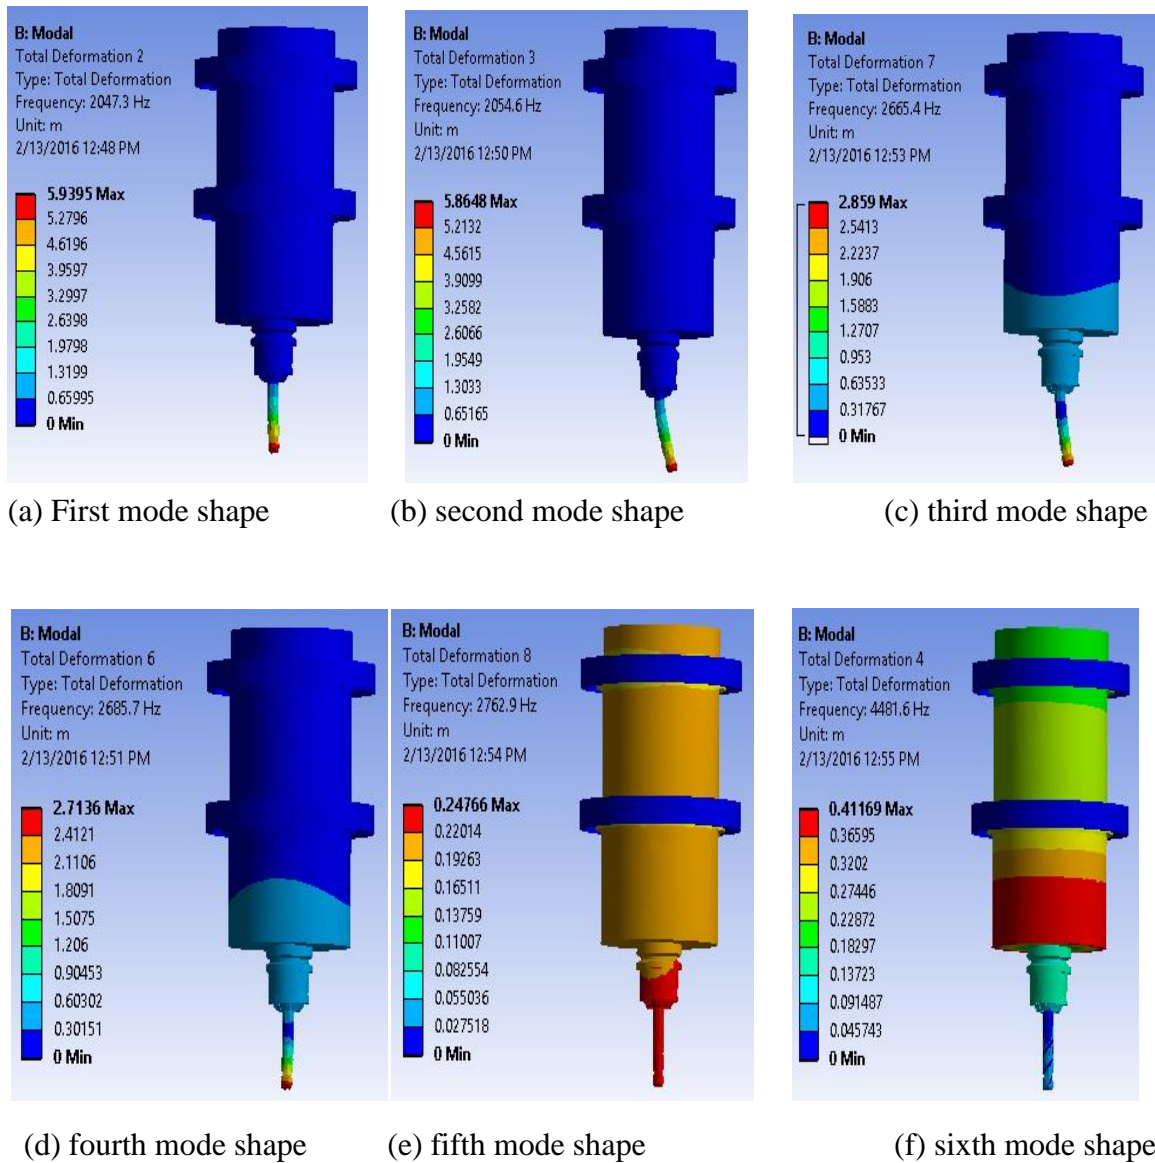 B: Modal
Total Deformation 2
Type: Total Deformation
Frequency: 2047.3 Hz
Unit: m
2/13/2016 12:48 PM
5.9395 Max
5.2796
4.6196
3.9597
3.2997
2.6398
1.9798
1.3199
0.65995
0 Min
(a) First mode shape
B: Modal
Total Deformation 3
Type: Total Deformation
Frequency: 2054.6 Hz
Unit: m
2/13/2016 12:50 PM
5.8648 Max
5.2132
4.5615
3.9099
3.2582
2.6066
1.9549
1.3033
0.65165
0 Min
(b) second mode shape
B: Modal
Total Deformation 7
Type: Total Deformation
Frequency: 2665.4 Hz
Unit: m
2/13/2016 12:53 PM
2.859 Max
2.5413
2.2237
1.906
1.5883
1.2707
0.953
0.63533
0.31767
0 Min
(c) third mode shape
B: Modal
Total Deformation 6
Type: Total Deformation
Frequency: 2685.7 Hz
Unit: m
2/13/2016 12:51 PM
2.7136 Max
2.4121
2.1106
1.8091
1.5075
1.206
0.90453
0.60302
0.30151
0 Min
(d) fourth mode shape
B: Modal
Total Deformation 8
Type: Total Deformation
Frequency: 2762.9 Hz
Unit: m
2/13/2016 12:54 PM
0.24766 Max
0.22014
0.19263
0.16511
0.13759
0.11007
0.082554
0.055036
0.027518
0 Min
(e) fifth mode shape
B: Modal
Total Deformation 4
Type: Total Deformation
Frequency: 4481.6 Hz
Unit: m
2/13/2016 12:55 PM
0.41169 Max
0.36595
0.3202
0.27446
0.22872
0.18297
0.13723
0.091487
0.045743
0 Min
(f) sixth mode shape